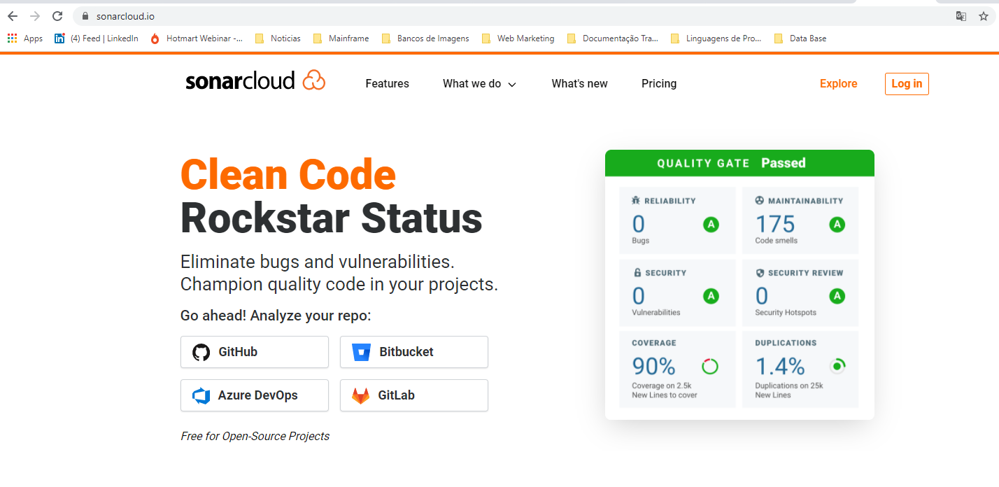 sonarcloud.io
Apps (4) Feed | LinkedIn Hotmart Webinar -... Noticias Mainframe Bancos de Imagens Web Marketing Documentação Tra... Linguagens de Pro... Data Base
sonarcloud Features What we do What's new Pricing Explore Log in
Clean Code
Rockstar Status
Eliminate bugs and vulnerabilities.
Champion quality code in your projects.
Go ahead! Analyze your repo:
GitHub Bitbucket
Azure DevOps GitLab
Free for Open-Source Projects
QUALITY GATE Passed
RELIABILITY MAINTAINABILITY
0 A 175 A
Bugs Code smells
SECURITY SECURITY REVIEW
0 A 0 A
Vulnerabilities Security Hotspots
COVERAGE DUPLICATIONS
90% 1.4%
Coverage on 2.5k Duplications on 25k
New Lines to cover New Lines